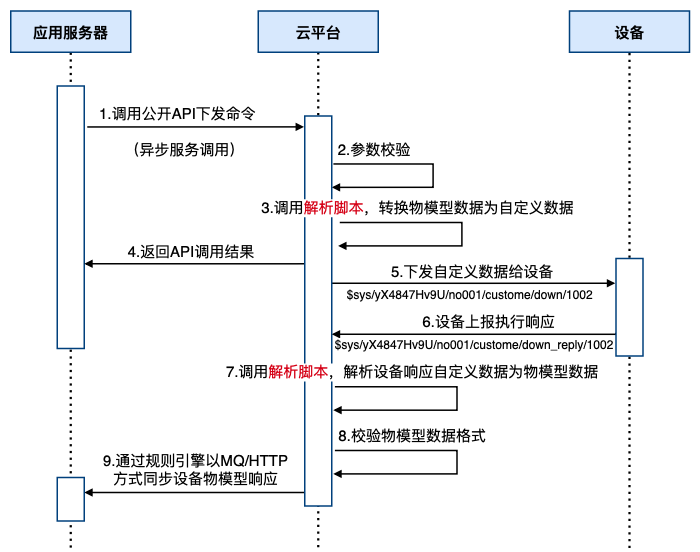 应用服务器
云平台
设备
1.调用公开API下发命令
（异步服务调用）
2.参数校验
3.调用解析脚本，转换物模型数据为自定义数据
4.返回API调用结果
5.下发自定义数据给设备
$sys/yX4847Hv9U/no001/custome/down/1002
6.设备上报执行响应
$sys/yX4847Hv9U/no001/custome/down_reply/1002
7.调用解析脚本，解析设备响应自定义数据为物模型数据
8.校验物模型数据格式
9.通过规则引擎以MQ/HTTP
方式同步设备物模型响应